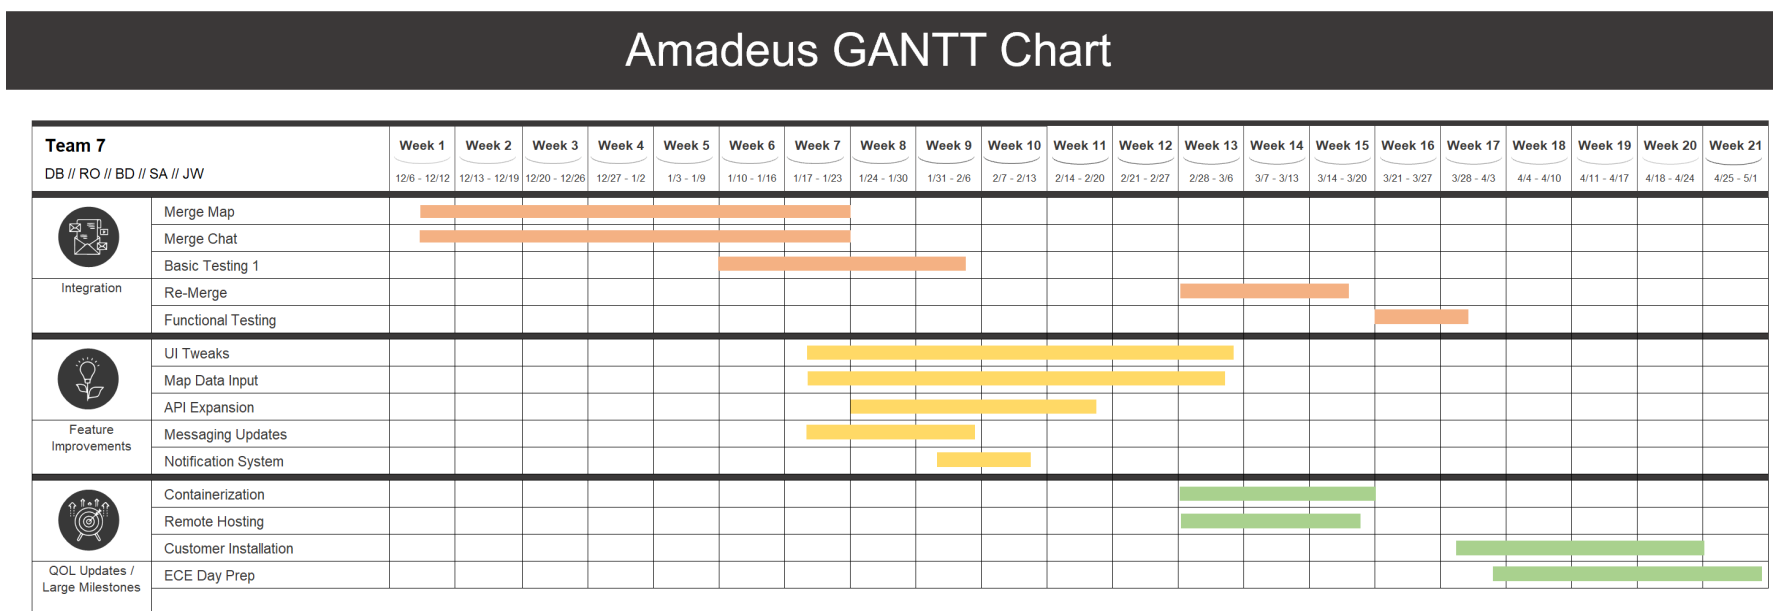 Amadeus GANTT Chart
Team 7
DB // RO // BD // SA // JW
Week 1 Week 2 Week 3 Week 4 Week 5 Week 6 Week 7 Week 8 Week 9 Week 10 Week 11 Week 12 Week 13 Week 14 Week 15 Week 16 Week 17 Week 18 Week 19 Week 20 Week 21
12/6 - 12/12 12/13 - 12/19 12/20 - 12/26 12/27 - 1/2 1/3 - 1/9 1/10 - 1/16 1/17 - 1/23 1/24 - 1/30 1/31 - 2/6 2/7 - 2/13 2/14 - 2/20 2/21 - 2/27 2/28 - 3/6 3/7 - 3/13 3/14 - 3/20 3/21 - 3/27 3/28 - 4/3 4/4 - 4/10 4/11 - 4/17 4/18 - 4/24 4/25 - 5/1
Integration
Merge Map
Merge Chat
Basic Testing 1
Re-Merge
Functional Testing
Feature
Improvements
UI Tweaks
Map Data Input
API Expansion
Messaging Updates
Notification System
QOL Updates /
Large Milestones
Containerization
Remote Hosting
Customer Installation
ECE Day Prep